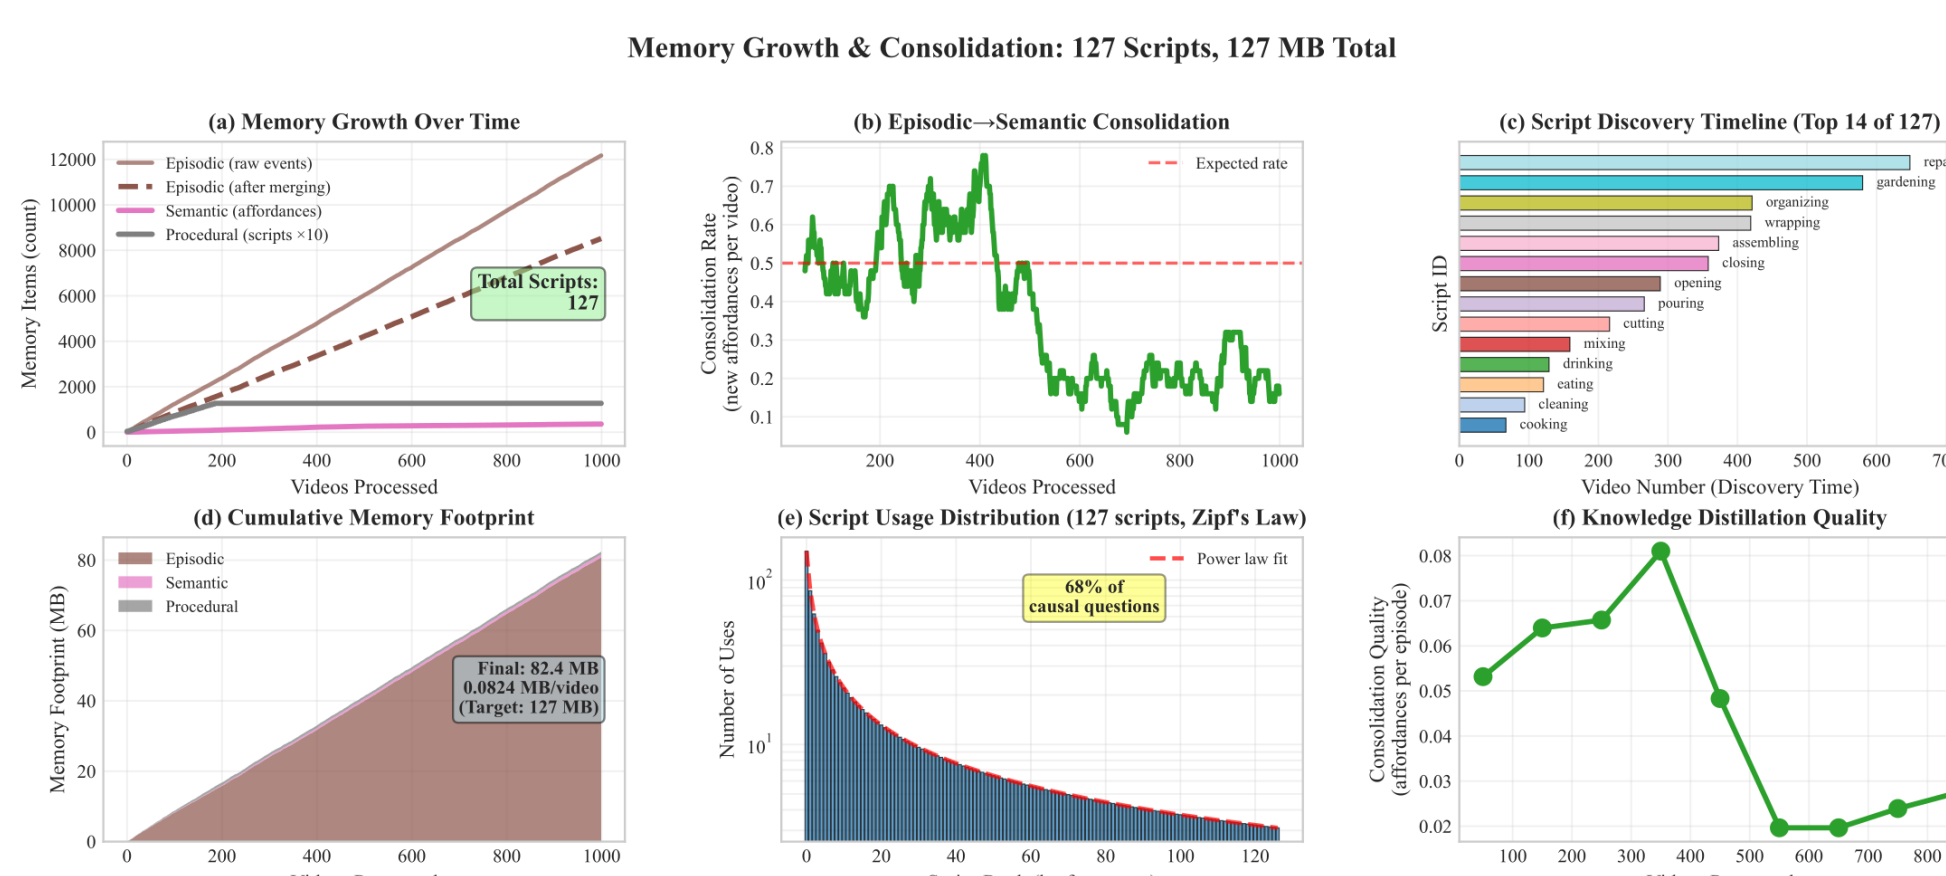 Memory Growth & Consolidation: 127 Scripts, 127 MB Total
(a) Memory Growth Over Time
Memory Items (count)
12000
10000
8000
6000
4000
2000
0
Episodic (raw events)
Episodic (after merging)
Semantic (affordances)
Procedural (scripts ×10)
Total Scripts:
127
0 200 400 600 800 1000
Videos Processed
(b) Episodic→Semantic Consolidation
Consolidation Rate
(new affordances per video)
0.8
0.7
0.6
0.5
0.4
0.3
0.2
0.1
Expected rate
200 400 600 800 1000
Videos Processed
(c) Script Discovery Timeline (Top 14 of 127)
Script ID
gardening
organizing
wrapping
assembling
closing
opening
pouring
cutting
mixing
drinking
eating
cleaning
cooking
0 100 200 300 400 500 600
Video Number (Discovery Time)
(d) Cumulative Memory Footprint
Memory Footprint (MB)
80
60
40
20
0
Episodic
Semantic
Procedural
Final: 82.4 MB
0.0824 MB/video
(Target: 127 MB)
0 200 400 600 800 1000
(e) Script Usage Distribution (127 scripts, Zipf's Law)
Number of Uses
10²
10¹
Power law fit
68% of
causal questions
0 20 40 60 80 100 120
(f) Knowledge Distillation Quality
Consolidation Quality
(affordances per episode)
0.08
0.07
0.06
0.05
0.04
0.03
0.02
100 200 300 400 500 600 700 800